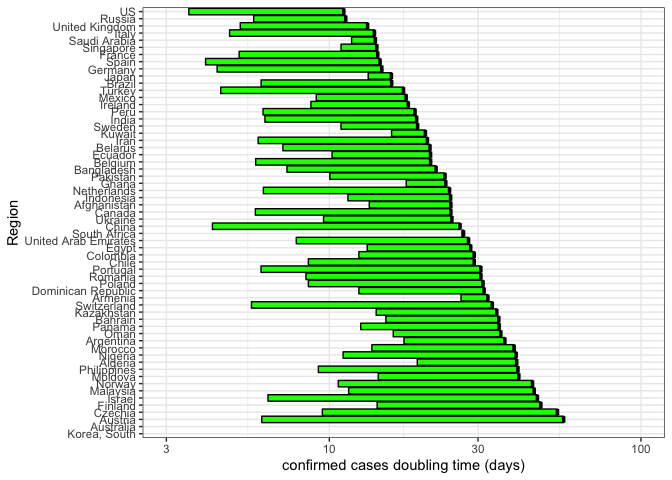 US
Russia
United Kingdom
Italy
Saudi Arabia
Singapore
France
Spain
Germany
Japan
Brazil
Turkey
Mexico
Ireland
Peru
India
Sweden
Kuwait
Iran
Belarus
Ecuador
Belgium
Bangladesh
Pakistan
Ghana
Netherlands
Indonesia
Afghanistan
Canada
Ukraine
China
South Africa
United Arab Emirates
Egypt
Colombia
Chile
Portugal
Romania
Poland
Dominican Republic
Armenia
Switzerland
Kazakhstan
Bahrain
Panama
Oman
Argentina
Morocco
Nigeria
Algeria
Philippines
Moldova
Norway
Malaysia
Israel
Finland
Czechia
Austria
Australia
Korea, South
Region
3 10 30 100
confirmed cases doubling time (days)